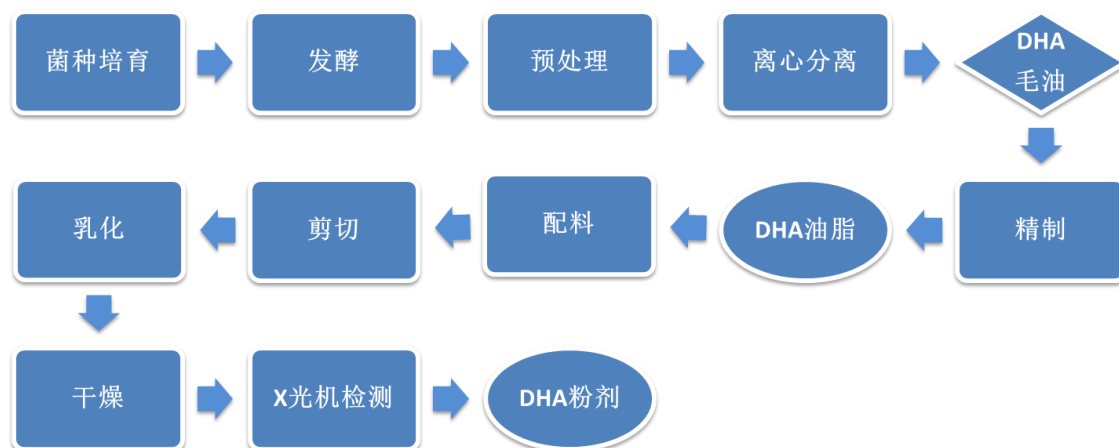 菌种培育
发酵
预处理
离心分离
DHA
毛油
精制
DHA油脂
配料
剪切
乳化
干燥
X光机检测
DHA粉剂